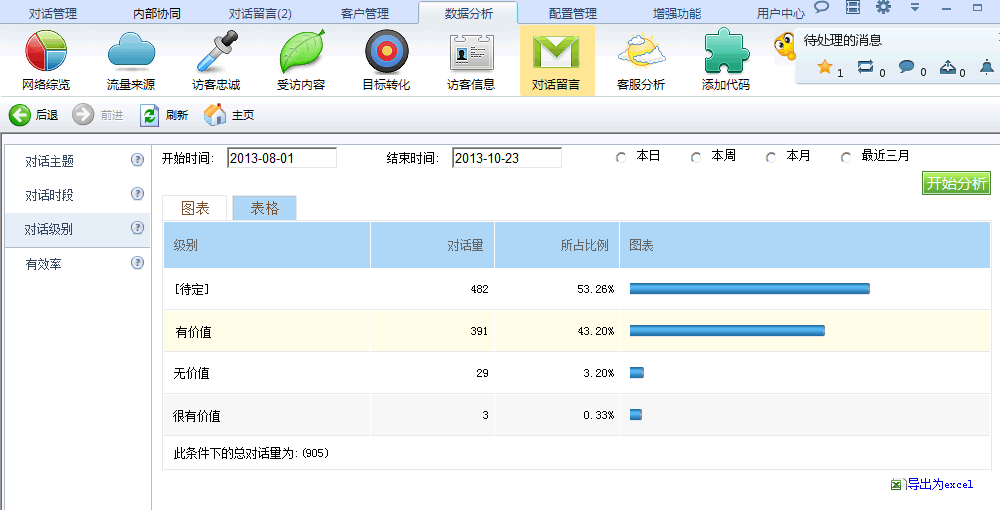 对话管理 内部协同 对话留言(2) 客户管理 数据分析 配置管理 增强功能 用户中心
待处理的消息
1 0 0 0
网络综览 流量来源 访客忠诚 受访内容 目标转化 访客信息 对话留言 客服分析 添加代码
后退 前进 刷新 主页
对话主题
对话时段
对话级别
有效率
开始时间: 2013-08-01 结束时间: 2013-10-23 本日 本周 本月 最近三月
开始分析
图表 表格
级别 对话量 所占比例 图表
[待定] 482 53.26%
有价值 391 43.20%
无价值 29 3.20%
很有价值 3 0.33%
此条件下的总对话量为:(905)
导出为excel